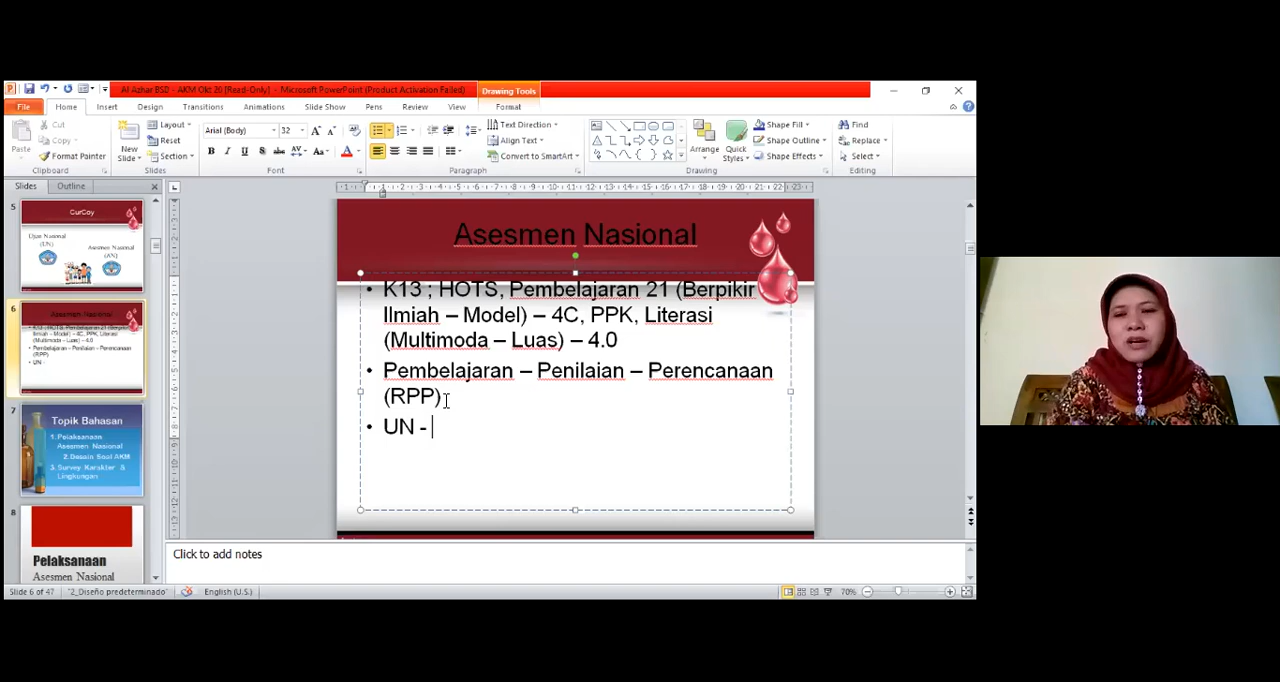 Al Azhar BSD - AKM Okt 20 [Read-Only] - Microsoft PowerPoint (Product Activation Failed)
Drawing Tools
File Home Insert Design Transitions Animations Slide Show Pens Review View Format
Paste
Cut
Copy
Format Painter
Clipboard
New Slide
Layout
Reset
Section
Slides
Arial (Body) 32
Font
Paragraph
Text Direction
Align Text
Convert to SmartArt
Arrange
Quick Styles
Shape Fill
Shape Outline
Shape Effects
Drawing
Find
Replace
Select
Editing
Slides Outline
5
CurCoy
Ujian Nasional
(UN)
Asesmen Nasional
(AN)
6
Asesmen Nasional
K13 ; HOTS, Pembelajaran 21 (Berpikir
Ilmiah – Model) – 4C, PPK, Literasi
(Multimoda – Luas) – 4.0
Pembelajaran – Penilaian – Perencanaan
(RPP)
UN -
7
Topik Bahasan
1.Pelaksanaan
Asesmen Nasional
2.Desain Soal AKM
3.Survey Karakter &
Lingkungan
8
Pelaksanaan
Asesmen Nasional
Asesmen Nasional
• K13 ; HOTS, Pembelajaran 21 (Berpikir
Ilmiah – Model) – 4C, PPK, Literasi
(Multimoda – Luas) – 4.0
• Pembelajaran – Penilaian – Perencanaan
(RPP)
• UN -
Click to add notes
Slide 6 of 47
"2_Diseño predeterminado"
English (U.S.)
70%